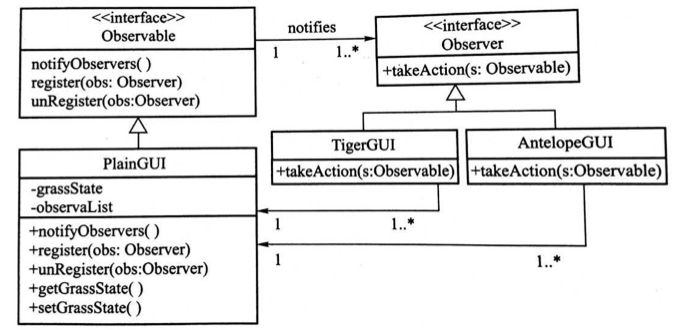 <<interface>>
Observable
notifyObservers( )
register(obs: Observer)
unRegister(obs:Observer)
notifies
1
1..*
<<interface>>
Observer
+takeAction(s: Observable)
TigerGUI
+takeAction(s:Observable)
AntelopeGUI
+takeAction(s:Observable)
PlainGUI
-grassState
-observaList
+notifyObservers( )
+register(obs: Observer)
+unRegister(obs:Observer)
+getGrassState( )
+setGrassState( )
1
1..*
1
1..*